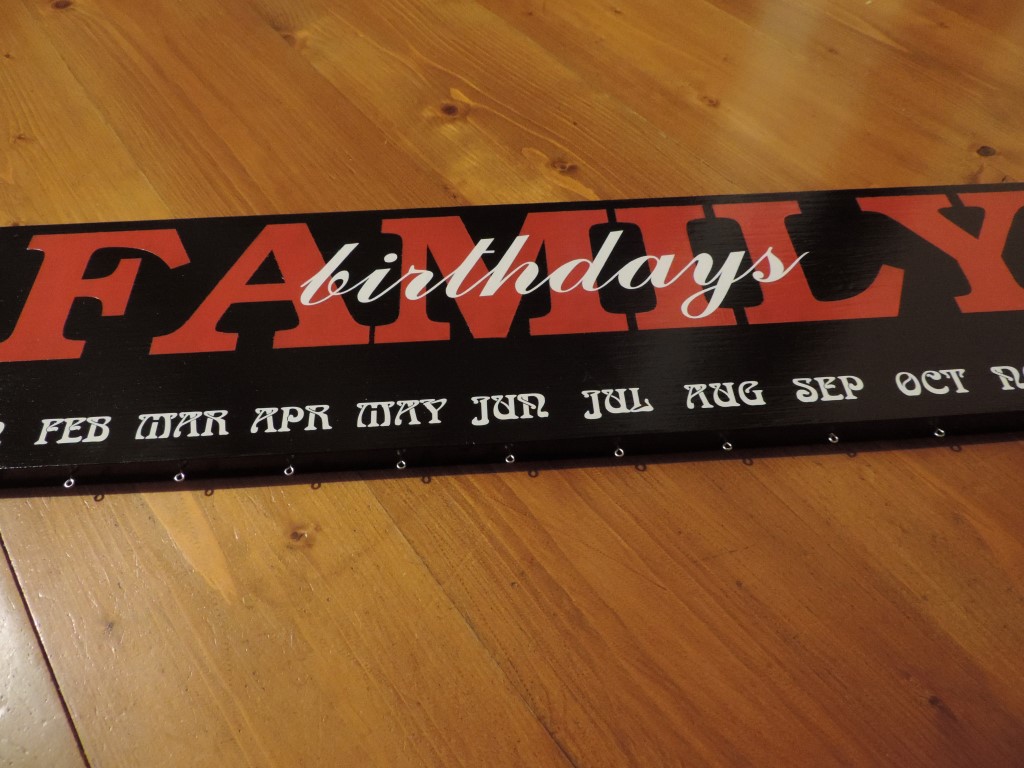 FAMILY
birthdays
FEB MAR APR MAY JUN JUL AUG SEP OCT